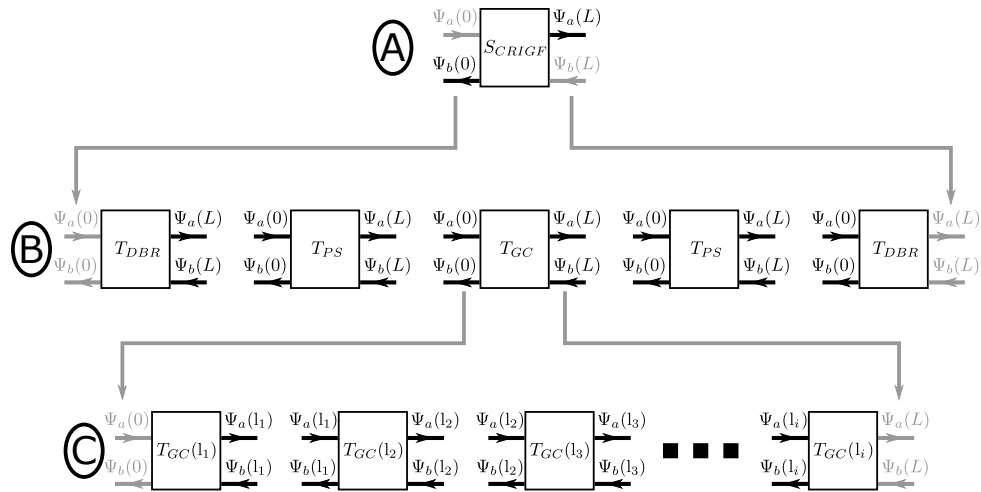 A
Ψa(0) Ψa(L)
S_CRIGF
Ψb(0) Ψb(L)
B
Ψa(0) Ψa(L) Ψa(0) Ψa(L) Ψa(0) Ψa(L) Ψa(0) Ψa(L) Ψa(0) Ψa(L)
T_DBR T_PS T_GC T_PS T_DBR
Ψb(0) Ψb(L) Ψb(0) Ψb(L) Ψb(0) Ψb(L) Ψb(0) Ψb(L) Ψb(0) Ψb(L)
C
Ψa(0) Ψa(l₁) Ψa(l₁) Ψa(l₂) Ψa(l₂) Ψa(l₃) Ψa(lᵢ) Ψa(L)
T_GC(l₁) T_GC(l₂) T_GC(l₃) T_GC(lᵢ)
Ψb(0) Ψb(l₁) Ψb(l₁) Ψb(l₂) Ψb(l₂) Ψb(l₃) Ψb(lᵢ) Ψb(L)